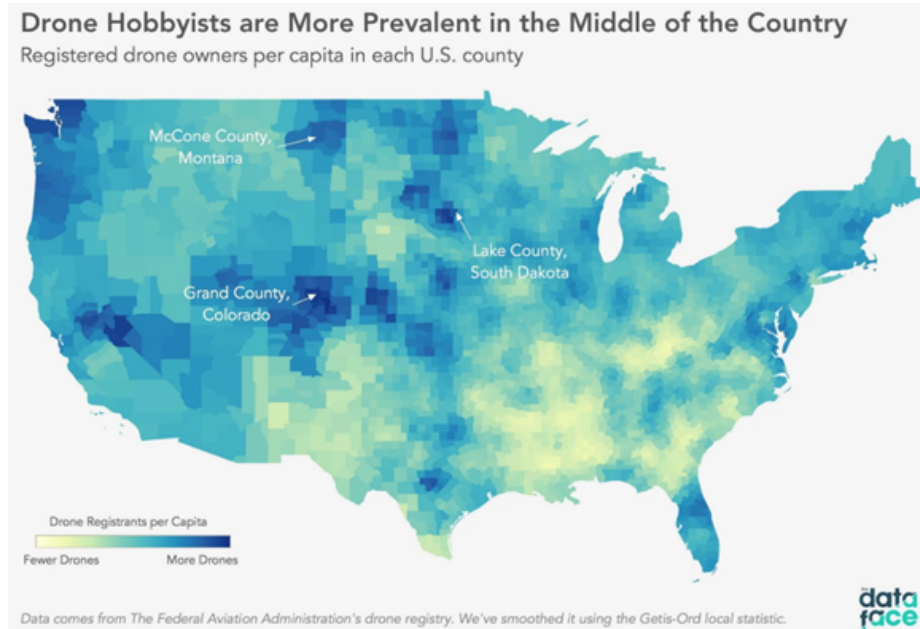 Drone Hobbyists are More Prevalent in the Middle of the Country
Registered drone owners per capita in each U.S. county
McCone County,
Montana
Lake County,
South Dakota
Grand County,
Colorado
Drone Registrants per Capita
Fewer Drones
More Drones
Data comes from The Federal Aviation Administration's drone registry. We've smoothed it using the Getis-Ord local statistic.
the
data
face